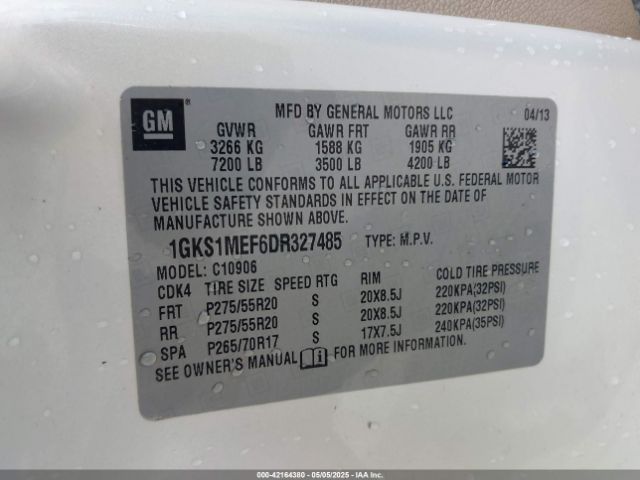 GM
MFD BY GENERAL MOTORS LLC 04/13
GVWR GAWR FRT GAWR RR
3266 KG 1588 KG 1905 KG
7200 LB 3500 LB 4200 LB
THIS VEHICLE CONFORMS TO ALL APPLICABLE U.S. FEDERAL MOTOR
VEHICLE SAFETY STANDARDS IN EFFECT ON THE DATE OF
MANUFACTURE SHOWN ABOVE.
1GKS1MEF6DR327485 TYPE: M.P.V.
MODEL: C10906
CDK4 TIRE SIZE SPEED RTG RIM COLD TIRE PRESSURE
FRT P275/55R20 S 20X8.5J 220KPA(32PSI)
RR P275/55R20 S 20X8.5J 220KPA(32PSI)
SPA P265/70R17 S 17X7.5J 240KPA(35PSI)
SEE OWNER'S MANUAL FOR MORE INFORMATION.
000-42164380 - 05/05/2025 - IAA Inc.